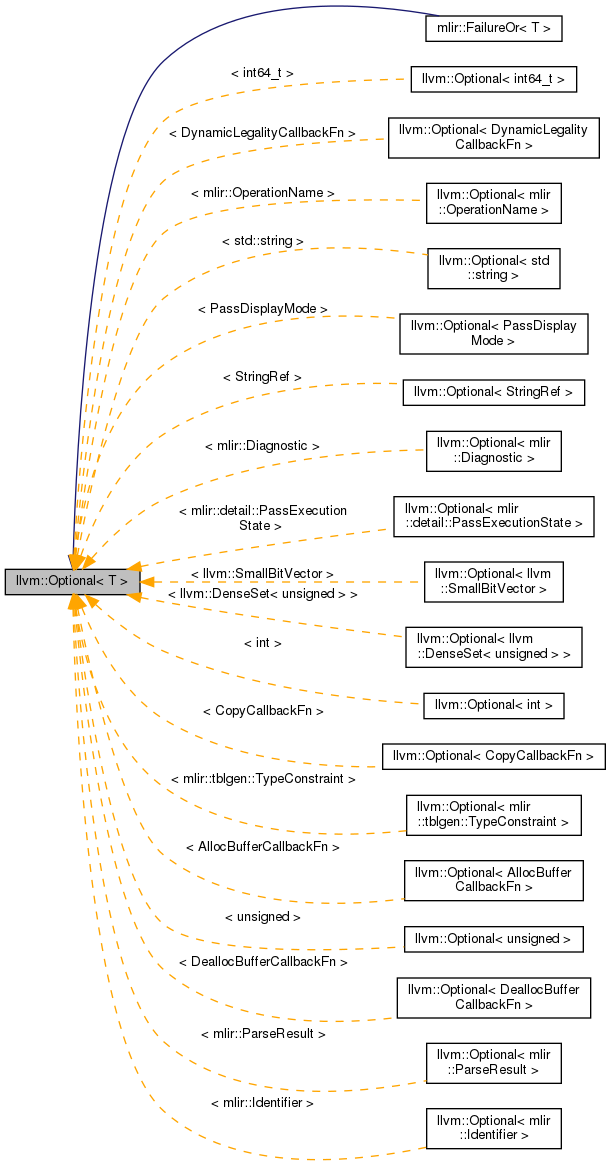 mlir::FailureOr< T >
< int64_t >
llvm::Optional< int64_t >
< DynamicLegalityCallbackFn >
llvm::Optional< DynamicLegality
CallbackFn >
< mlir::OperationName >
llvm::Optional< mlir
::OperationName >
< std::string >
llvm::Optional< std
::string >
< PassDisplayMode >
llvm::Optional< PassDisplay
Mode >
< StringRef >
llvm::Optional< StringRef >
< mlir::Diagnostic >
llvm::Optional< mlir
::Diagnostic >
< mlir::detail::PassExecution
State >
llvm::Optional< mlir
::detail::PassExecutionState >
llvm::Optional< T >
< llvm::SmallBitVector >
llvm::Optional< llvm
::SmallBitVector >
< llvm::DenseSet< unsigned > >
llvm::Optional< llvm
::DenseSet< unsigned > >
< int >
llvm::Optional< int >
< CopyCallbackFn >
llvm::Optional< CopyCallbackFn >
< mlir::tblgen::TypeConstraint >
llvm::Optional< mlir
::tblgen::TypeConstraint >
< AllocBufferCallbackFn >
llvm::Optional< AllocBuffer
CallbackFn >
< unsigned >
llvm::Optional< unsigned >
< DeallocBufferCallbackFn >
llvm::Optional< DeallocBuffer
CallbackFn >
< mlir::ParseResult >
llvm::Optional< mlir
::ParseResult >
< mlir::Identifier >
llvm::Optional< mlir
::Identifier >